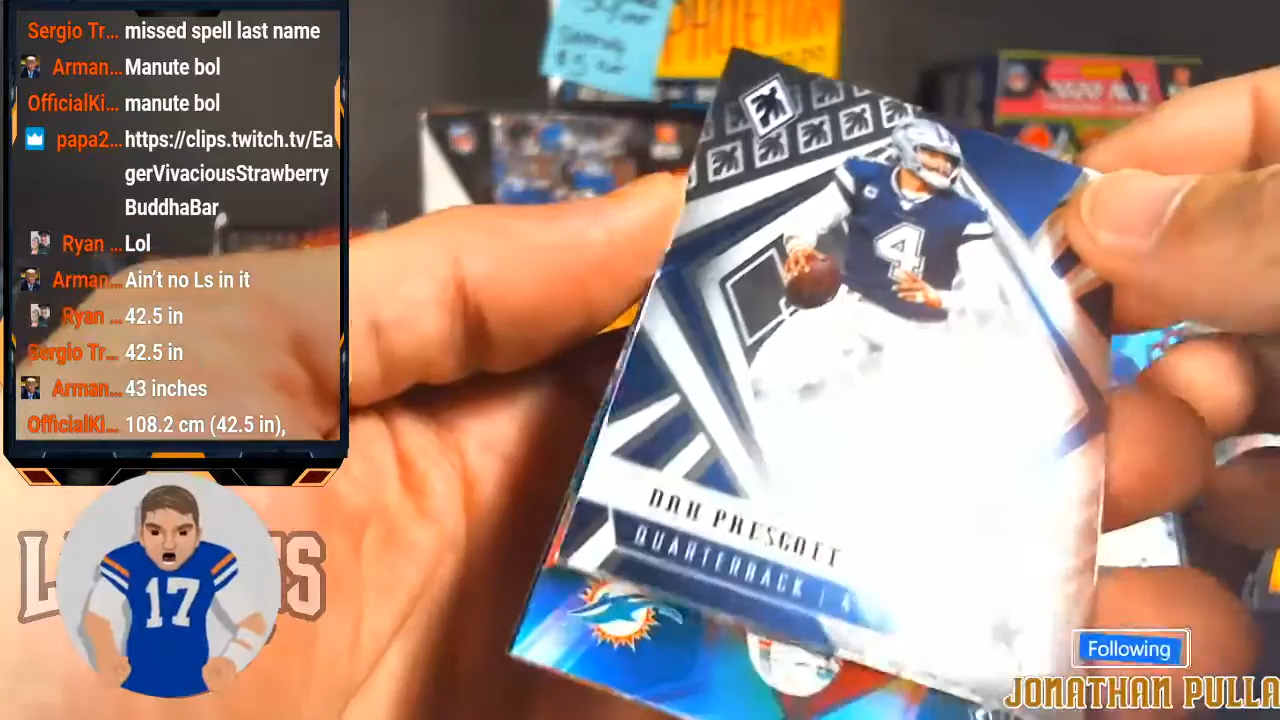 Sergio Tr... missed spell last name
Arman... Manute bol
OfficialKi... manute bol
papa2... https://clips.twitch.tv/Ea
gerVivaciousStrawberry
BuddhaBar
Ryan ... Lol
Arman... Ain't no Ls in it
Ryan ... 42.5 in
Sergio Tr... 42.5 in
Arman... 43 inches
OfficialKi... 108.2 cm (42.5 in),
17
4
DAK PRESCOTT
QUARTERBACK | 4
Following
JONATHAN PULLA